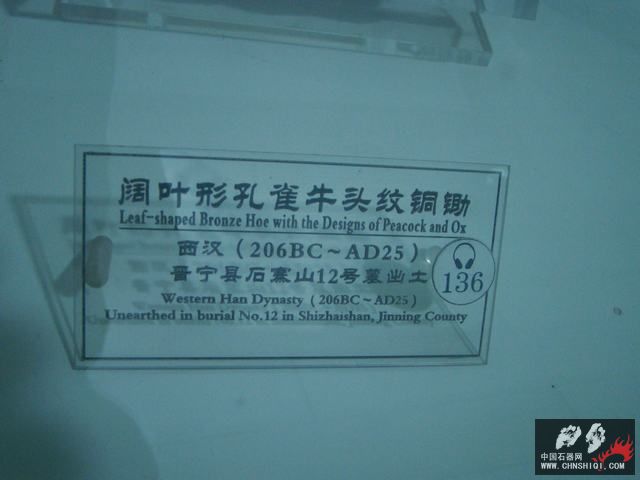 阔叶形孔雀牛头纹铜锄
Leaf-shaped Bronze Hoe with the Designs of Peacock and Ox
西汉（206BC～AD25）
晋宁县石寨山12号墓出土
136
Western Han Dysnasty（206BC～AD25）
Unearthed in burial No.12 in Shizhaishan, Jinning County
中国石器网
WWW.CHNSHIQI.COM